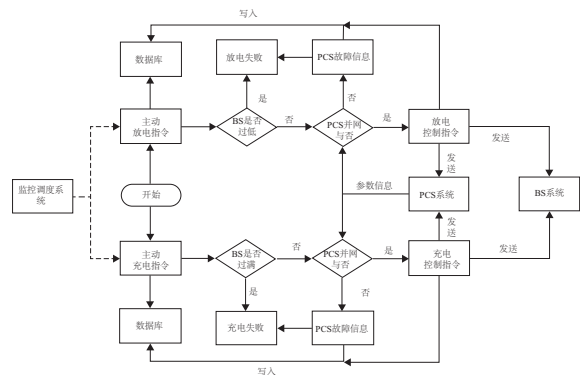 写入
数据库
放电失败
PCS故障信息
是
否
主动
放电指令
BS是否
过低
否
PCS并网
与否
是
放电
控制指令
发送
发
送
监控调度系
统
开始
参数信息
PCS系统
BS系统
发
送
主动
充电指令
BS是否
过满
否
PCS并网
与否
是
充电
控制指令
发送
是
否
数据库
充电失败
PCS故障信息
写入